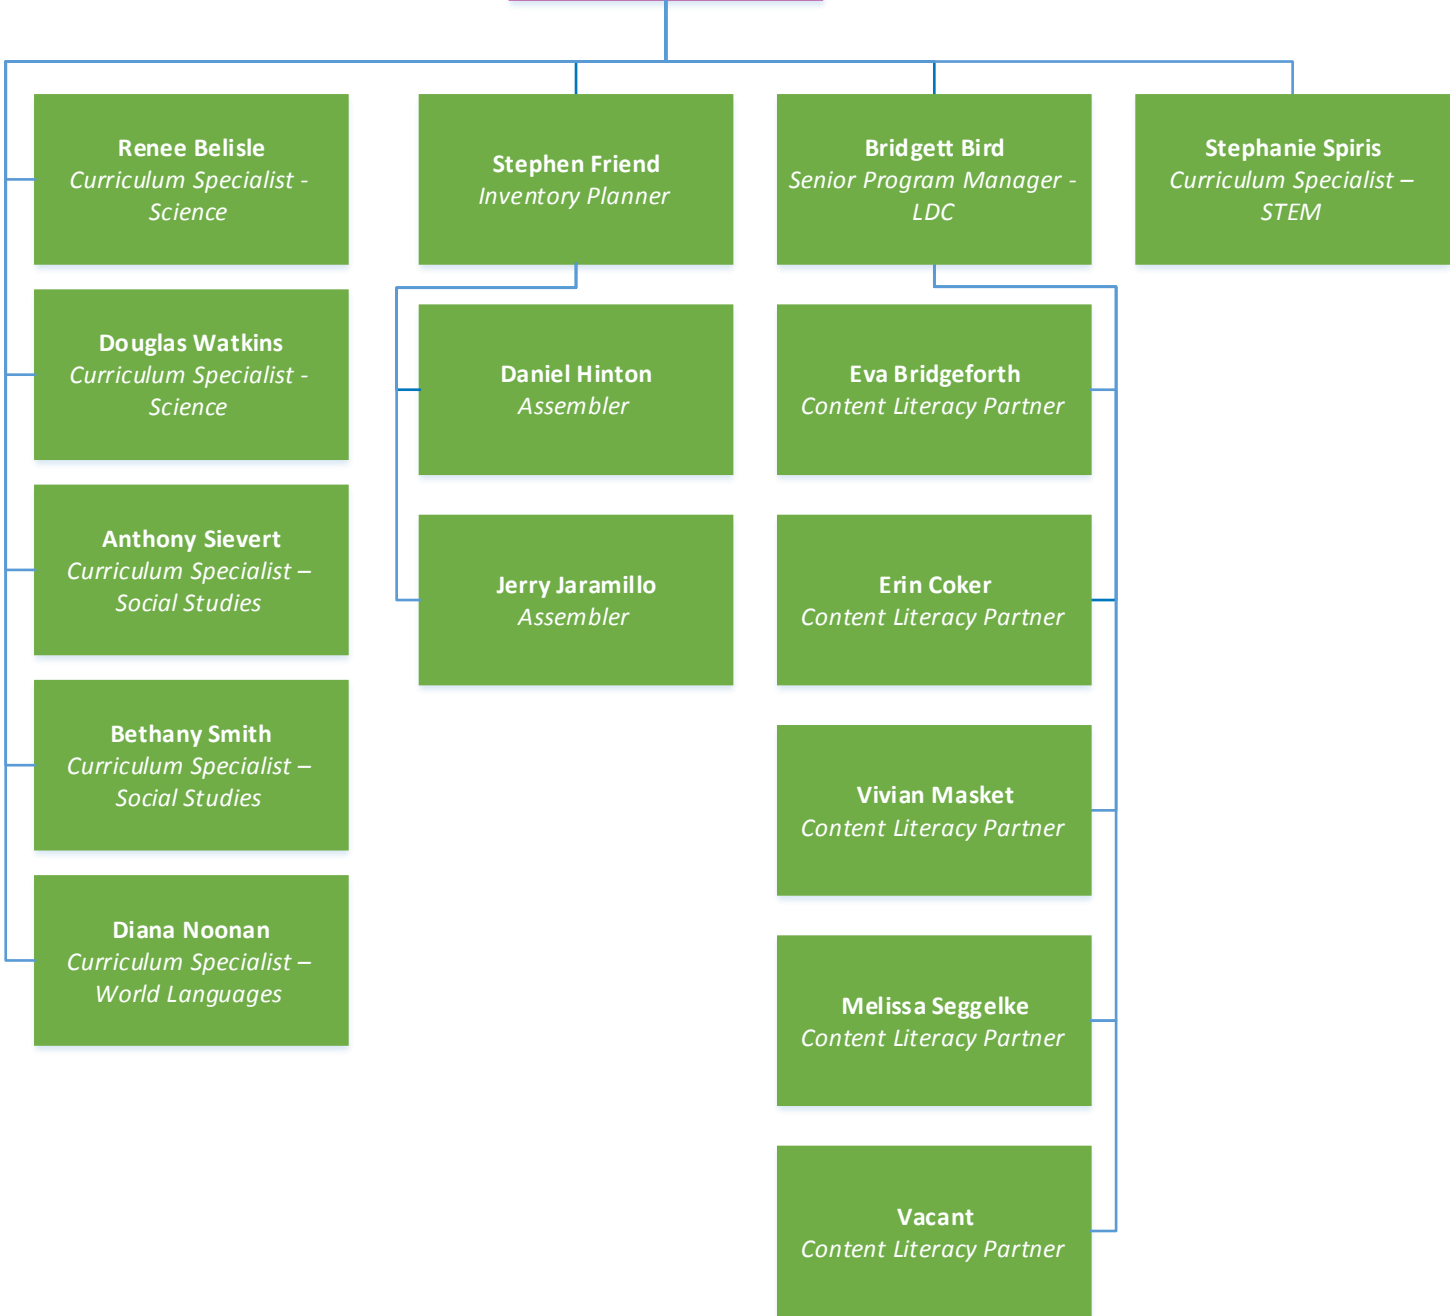 Renee Belisle
Curriculum Specialist -
Science
Douglas Watkins
Curriculum Specialist -
Science
Anthony Sievert
Curriculum Specialist –
Social Studies
Bethany Smith
Curriculum Specialist –
Social Studies
Diana Noonan
Curriculum Specialist –
World Languages
Stephen Friend
Inventory Planner
Daniel Hinton
Assembler
Jerry Jaramillo
Assembler
Bridgett Bird
Senior Program Manager -
LDC
Eva Bridgeforth
Content Literacy Partner
Erin Coker
Content Literacy Partner
Vivian Masket
Content Literacy Partner
Melissa Seggelke
Content Literacy Partner
Vacant
Content Literacy Partner
Stephanie Spiris
Curriculum Specialist –
STEM